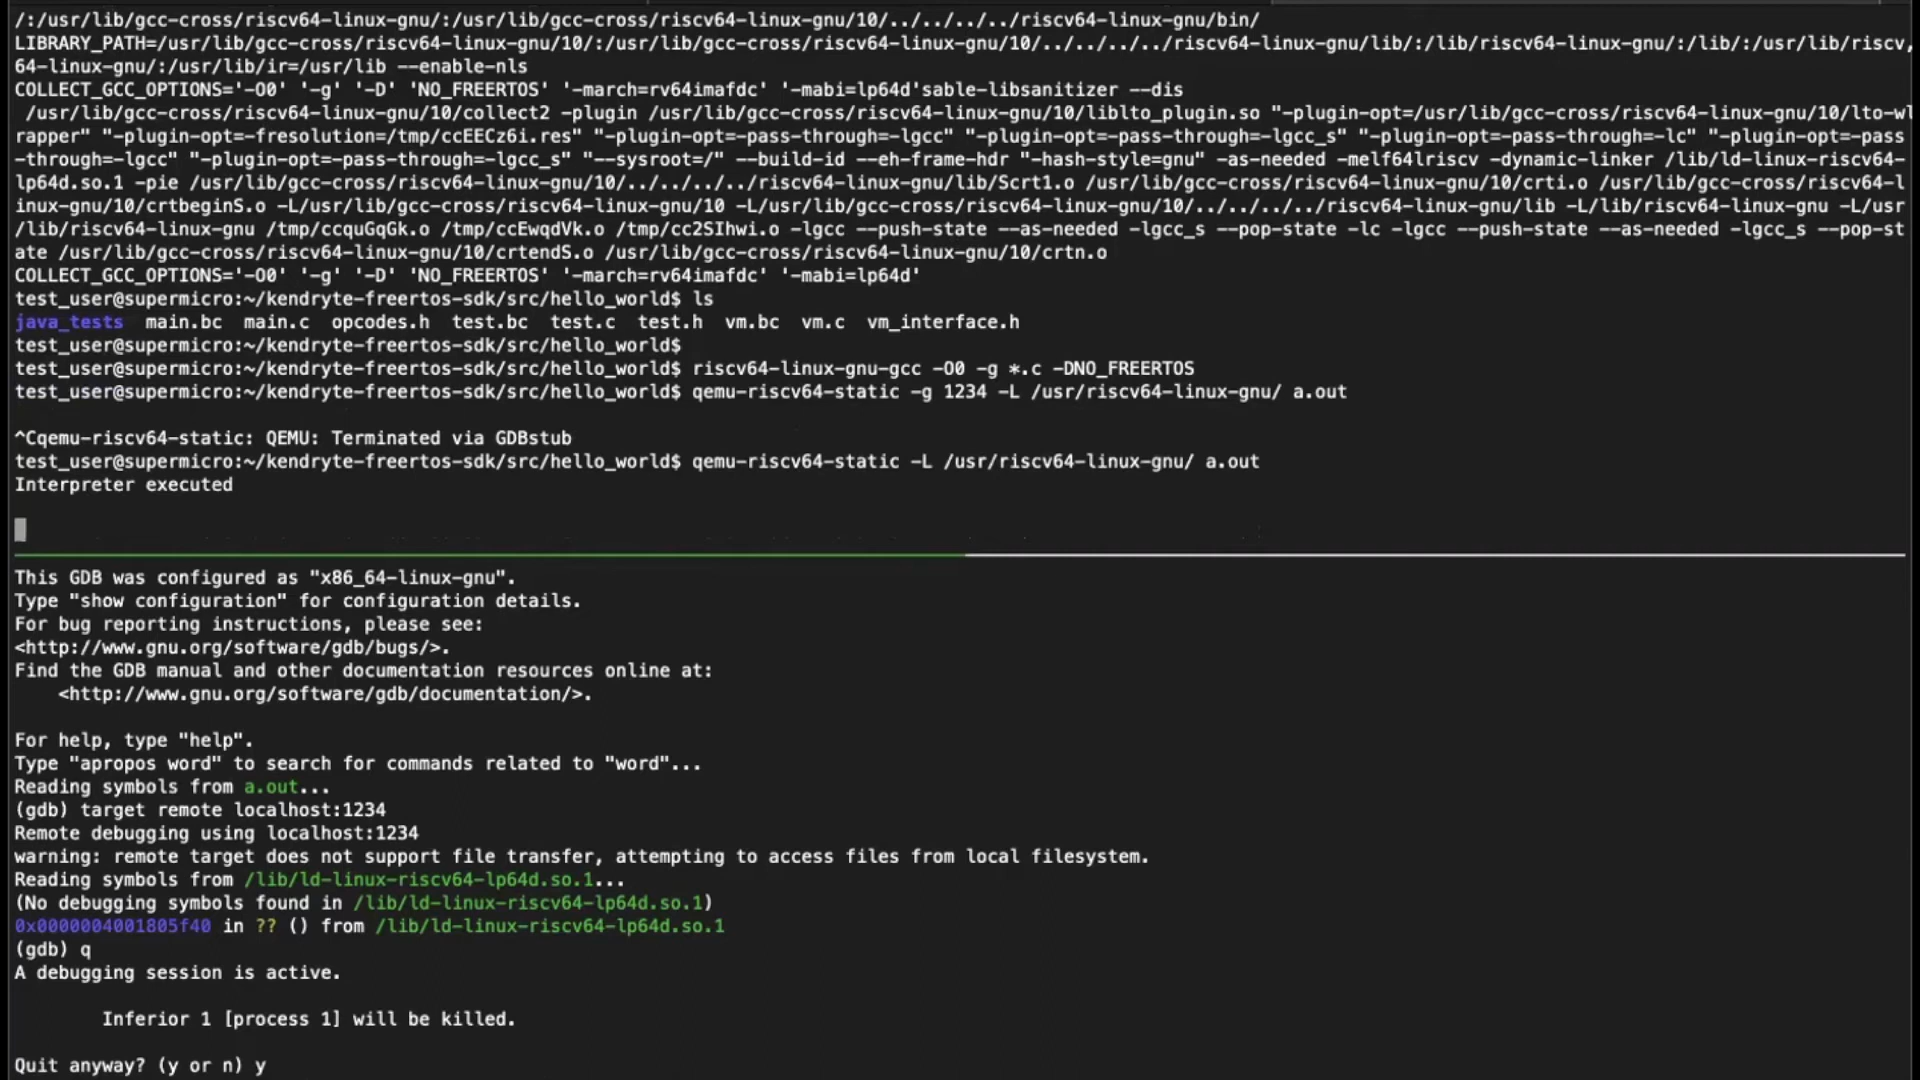 /:/usr/lib/gcc-cross/riscv64-linux-gnu/:/usr/lib/gcc-cross/riscv64-linux-gnu/10/../../../../riscv64-linux-gnu/bin/
LIBRARY_PATH=/usr/lib/gcc-cross/riscv64-linux-gnu/10/:/usr/lib/gcc-cross/riscv64-linux-gnu/10/../../../../riscv64-linux-gnu/lib/:/lib/riscv64-linux-gnu/:/lib/:/usr/lib/riscv
64-linux-gnu/:/usr/lib/ir=/usr/lib --enable-nls
COLLECT_GCC_OPTIONS='-O0' '-g' '-D' 'NO_FREERTOS' '-march=rv64imafdc' '-mabi=lp64d'sable-libsanitizer --dis
/usr/lib/gcc-cross/riscv64-linux-gnu/10/collect2 -plugin /usr/lib/gcc-cross/riscv64-linux-gnu/10/liblto_plugin.so "-plugin-opt=/usr/lib/gcc-cross/riscv64-linux-gnu/10/lto-w
rapper" "-plugin-opt=-fresolution=/tmp/ccEECz6i.res" "-plugin-opt=-pass-through=-lgcc" "-plugin-opt=-pass-through=-lgcc_s" "-plugin-opt=-pass-through=-lc" "-plugin-opt=-pass
-through=-lgcc" "-plugin-opt=-pass-through=-lgcc_s" "--sysroot=/" --build-id --eh-frame-hdr "-hash-style=gnu" -as-needed -melf64lriscv -dynamic-linker /lib/ld-linux-riscv64-
lp64d.so.1 -pie /usr/lib/gcc-cross/riscv64-linux-gnu/10/../../../../riscv64-linux-gnu/lib/Scrt1.o /usr/lib/gcc-cross/riscv64-linux-gnu/10/crti.o /usr/lib/gcc-cross/riscv64-l
inux-gnu/10/crtbeginS.o -L/usr/lib/gcc-cross/riscv64-linux-gnu/10 -L/usr/lib/gcc-cross/riscv64-linux-gnu/10/../../../../riscv64-linux-gnu/lib -L/lib/riscv64-linux-gnu -L/usr
/lib/riscv64-linux-gnu /tmp/ccquGqGk.o /tmp/ccEwqdVk.o /tmp/cc2SIhwi.o -lgcc --push-state --as-needed -lgcc_s --pop-state -lc -lgcc --push-state --as-needed -lgcc_s --pop-st
ate /usr/lib/gcc-cross/riscv64-linux-gnu/10/crtendS.o /usr/lib/gcc-cross/riscv64-linux-gnu/10/crtn.o
COLLECT_GCC_OPTIONS='-O0' '-g' '-D' 'NO_FREERTOS' '-march=rv64imafdc' '-mabi=lp64d'
test_user@supermicro:~/kendryte-freertos-sdk/src/hello_world$ ls
java_tests  main.bc  main.c  opcodes.h  test.bc  test.c  test.h  vm.bc  vm.c  vm_interface.h
test_user@supermicro:~/kendryte-freertos-sdk/src/hello_world$
test_user@supermicro:~/kendryte-freertos-sdk/src/hello_world$ riscv64-linux-gnu-gcc -O0 -g *.c -DNO_FREERTOS
test_user@supermicro:~/kendryte-freertos-sdk/src/hello_world$ qemu-riscv64-static -g 1234 -L /usr/riscv64-linux-gnu/ a.out
^Cqemu-riscv64-static: QEMU: Terminated via GDBstub
test_user@supermicro:~/kendryte-freertos-sdk/src/hello_world$ qemu-riscv64-static -L /usr/riscv64-linux-gnu/ a.out
Interpreter executed
This GDB was configured as "x86_64-linux-gnu".
Type "show configuration" for configuration details.
For bug reporting instructions, please see:
<http://www.gnu.org/software/gdb/bugs/>.
Find the GDB manual and other documentation resources online at:
    <http://www.gnu.org/software/gdb/documentation/>.
For help, type "help".
Type "apropos word" to search for commands related to "word"...
Reading symbols from a.out...
(gdb) target remote localhost:1234
Remote debugging using localhost:1234
warning: remote target does not support file transfer, attempting to access files from local filesystem.
Reading symbols from /lib/ld-linux-riscv64-lp64d.so.1...
(No debugging symbols found in /lib/ld-linux-riscv64-lp64d.so.1)
0x0000004001805f40 in ?? () from /lib/ld-linux-riscv64-lp64d.so.1
(gdb) q
A debugging session is active.
        Inferior 1 [process 1] will be killed.
Quit anyway? (y or n) y